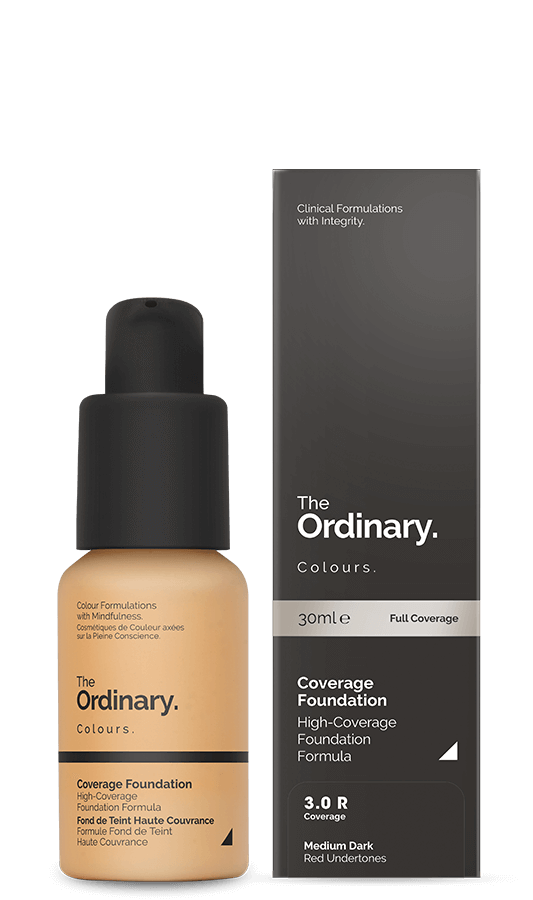 Clinical Formulations
with Integrity.
The
Ordinary.
Colours.
30ml e
Full Coverage
Coverage
Foundation
High-Coverage
Foundation
Formula
3.0 R
Coverage
Medium Dark
Red Undertones
Colour Formulations
with Mindfulness.
Cosmétiques de Couleur axées
sur la Pleine Conscience.
The
Ordinary.
Colours.
Coverage Foundation
High-Coverage
Foundation Formula
Fond de Teint Haute Couvrance
Formule Fond de Teint
Haute Couvrance